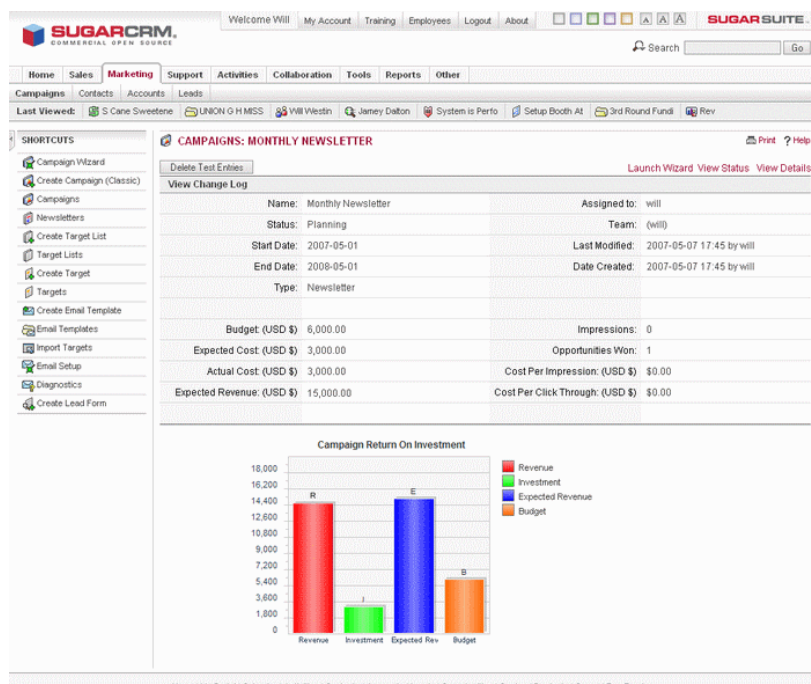 SUGARCRM.
COMMERCIAL OPEN SOURCE
Welcome Will My Account Training Employees Logout About A A A SUGARSUITE.
Search Go
Home Sales Marketing Support Activities Collaboration Tools Reports Other
Campaigns Contacts Accounts Leads
Last Viewed: S Cane Sweetene UNION G H MISS Will Westin Jamey Dalton System is Perfo Setup Booth At 3rd Round Fundi Rev
SHORTCUTS
Campaign Wizard
Create Campaign (Classic)
Campaigns
Newsletters
Create Target List
Target Lists
Create Target
Targets
Create Email Template
Email Templates
Import Targets
Email Setup
Diagnostics
Create Lead Form
CAMPAIGNS: MONTHLY NEWSLETTER Print ? Help
Delete Test Entries Launch Wizard View Status View Details
View Change Log
Name: Monthly Newsletter Assigned to: will
Status: Planning Team: (will)
Start Date: 2007-05-01 Last Modified: 2007-05-07 17:45 by will
End Date: 2008-05-01 Date Created: 2007-05-07 17:45 by will
Type: Newsletter
Budget: (USD $) 6,000.00 Impressions: 0
Expected Cost: (USD $) 3,000.00 Opportunities Won: 1
Actual Cost: (USD $) 3,000.00 Cost Per Impression: (USD $) $0.00
Expected Revenue: (USD $) 15,000.00 Cost Per Click Through: (USD $) $0.00
Campaign Return On Investment
18,000
16,200
14,400
12,600
10,800
9,000
7,200
5,400
3,600
1,800
0
R
I
E
B
Revenue Investment Expected Rev Budget
Revenue
Investment
Expected Revenue
Budget